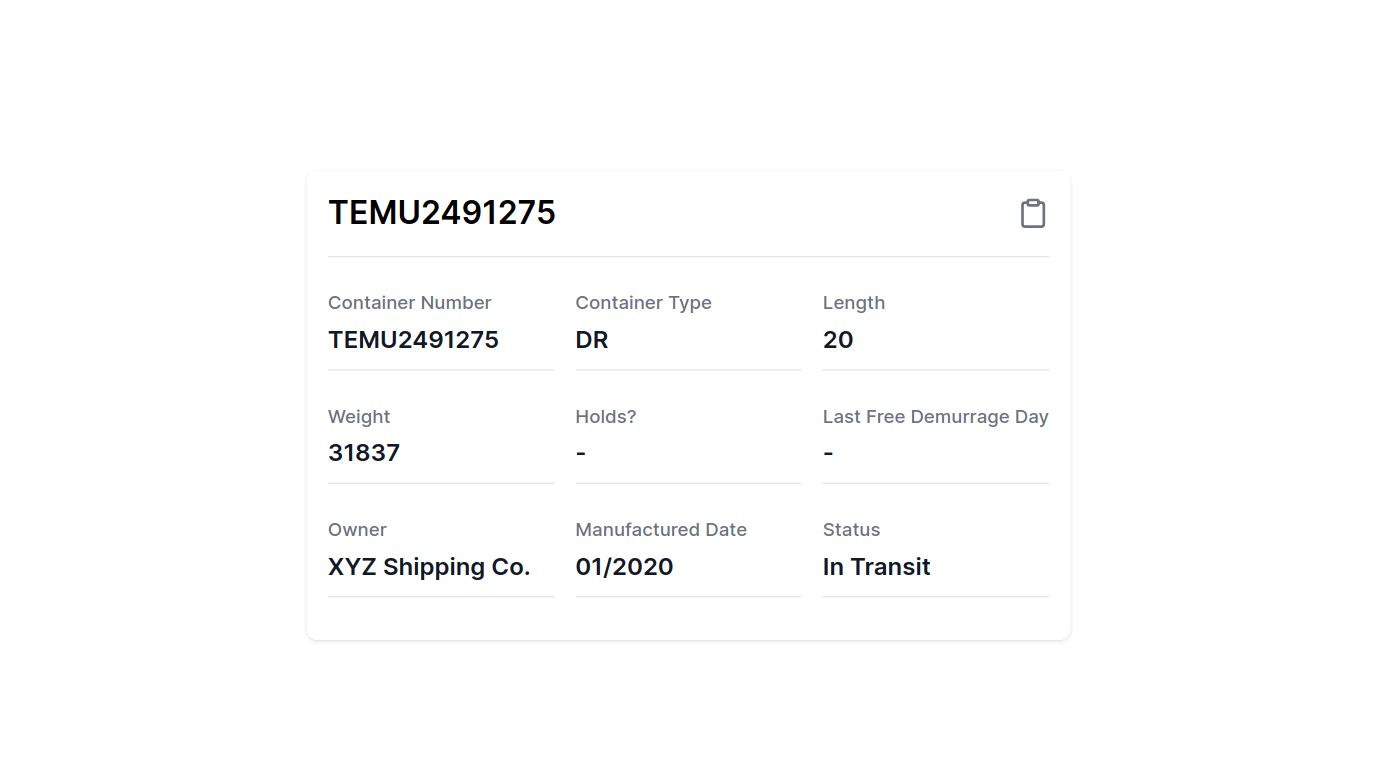 TEMU2491275
Container Number
TEMU2491275
Container Type
DR
Length
20
Weight
31837
Holds?
-
Last Free Demurrage Day
-
Owner
XYZ Shipping Co.
Manufactured Date
01/2020
Status
In Transit